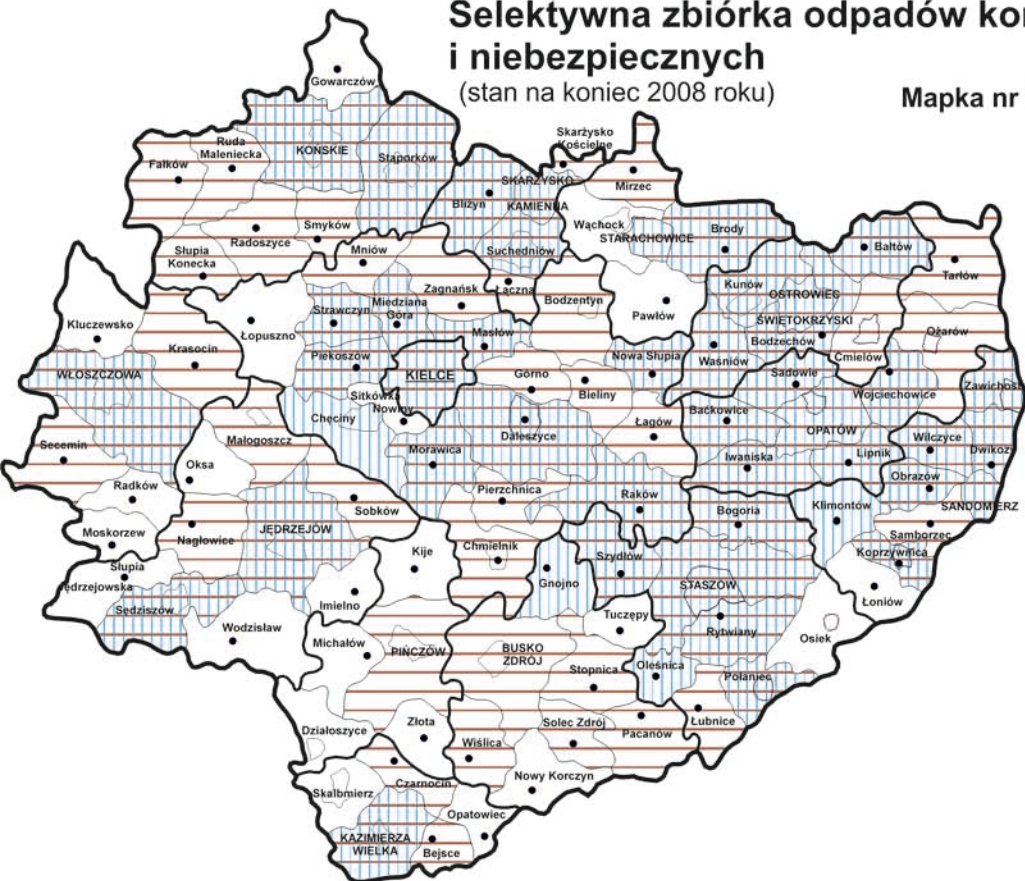 Selektywna zbiórka odpadów
i niebezpiecznych
(stan na koniec 2008 roku)
Mapka nr
Gowarczów
Skarżysko
Kościelne
Ruda
Maleniecka
KOŃSKIE
Stąporków
Fałków
SKARŻYSKO
KAMIENNA
Mirzec
Bliżyn
Wąchock
STARACHOWICE
Brody
Smyków
Radoszyce
Mniów
Suchedniów
Bałtów
Słupia
Konecka
Tarłów
Zagnańsk
Łączna
Bodzentyn
Kunów
OSTROWIEC
ŚWIĘTOKRZYSKI
Miedziana
Góra
Strawczyn
Pawłów
Kluczewsko
Łopuszno
Masłów
Bodzechów
Ożarów
Krasocin
Piekoszów
Nowa Słupia
Waśniów
Ćmielów
WŁOSZCZOWA
KIELCE
Górno
Bieliny
Sadowie
Wojciechowice
Zawichost
Sitkówka
Nowiny
Chęciny
Łagów
Baćkowice
OPATÓW
Daleszyce
Wilczyce
Małogoszcz
Secemin
Morawica
Iwaniska
Lipnik
Dwikozy
Oksa
Obrazów
Radków
Pierzchnica
Raków
Bogoria
Klimontów
SANDOMIERZ
Sobków
Moskorzew
Nagłowice
JĘDRZEJÓW
Samborzec
Koprzywnica
Kije
Chmielnik
Szydłów
Słupia
Jędrzejowska
Gnojno
STASZÓW
Łoniów
Sędziszów
Imielno
Tuczępy
Rytwiany
Osiek
Wodzisław
Michałów
PIŃCZÓW
BUSKO
ZDRÓJ
Stopnica
Oleśnica
Połaniec
Działoszyce
Złota
Solec Zdrój
Pacanów
Łubnice
Wiślica
Nowy Korczyn
Skalbmierz
Czarnocin
Opatowiec
KAZIMIERZA
WIELKA
Bejsce